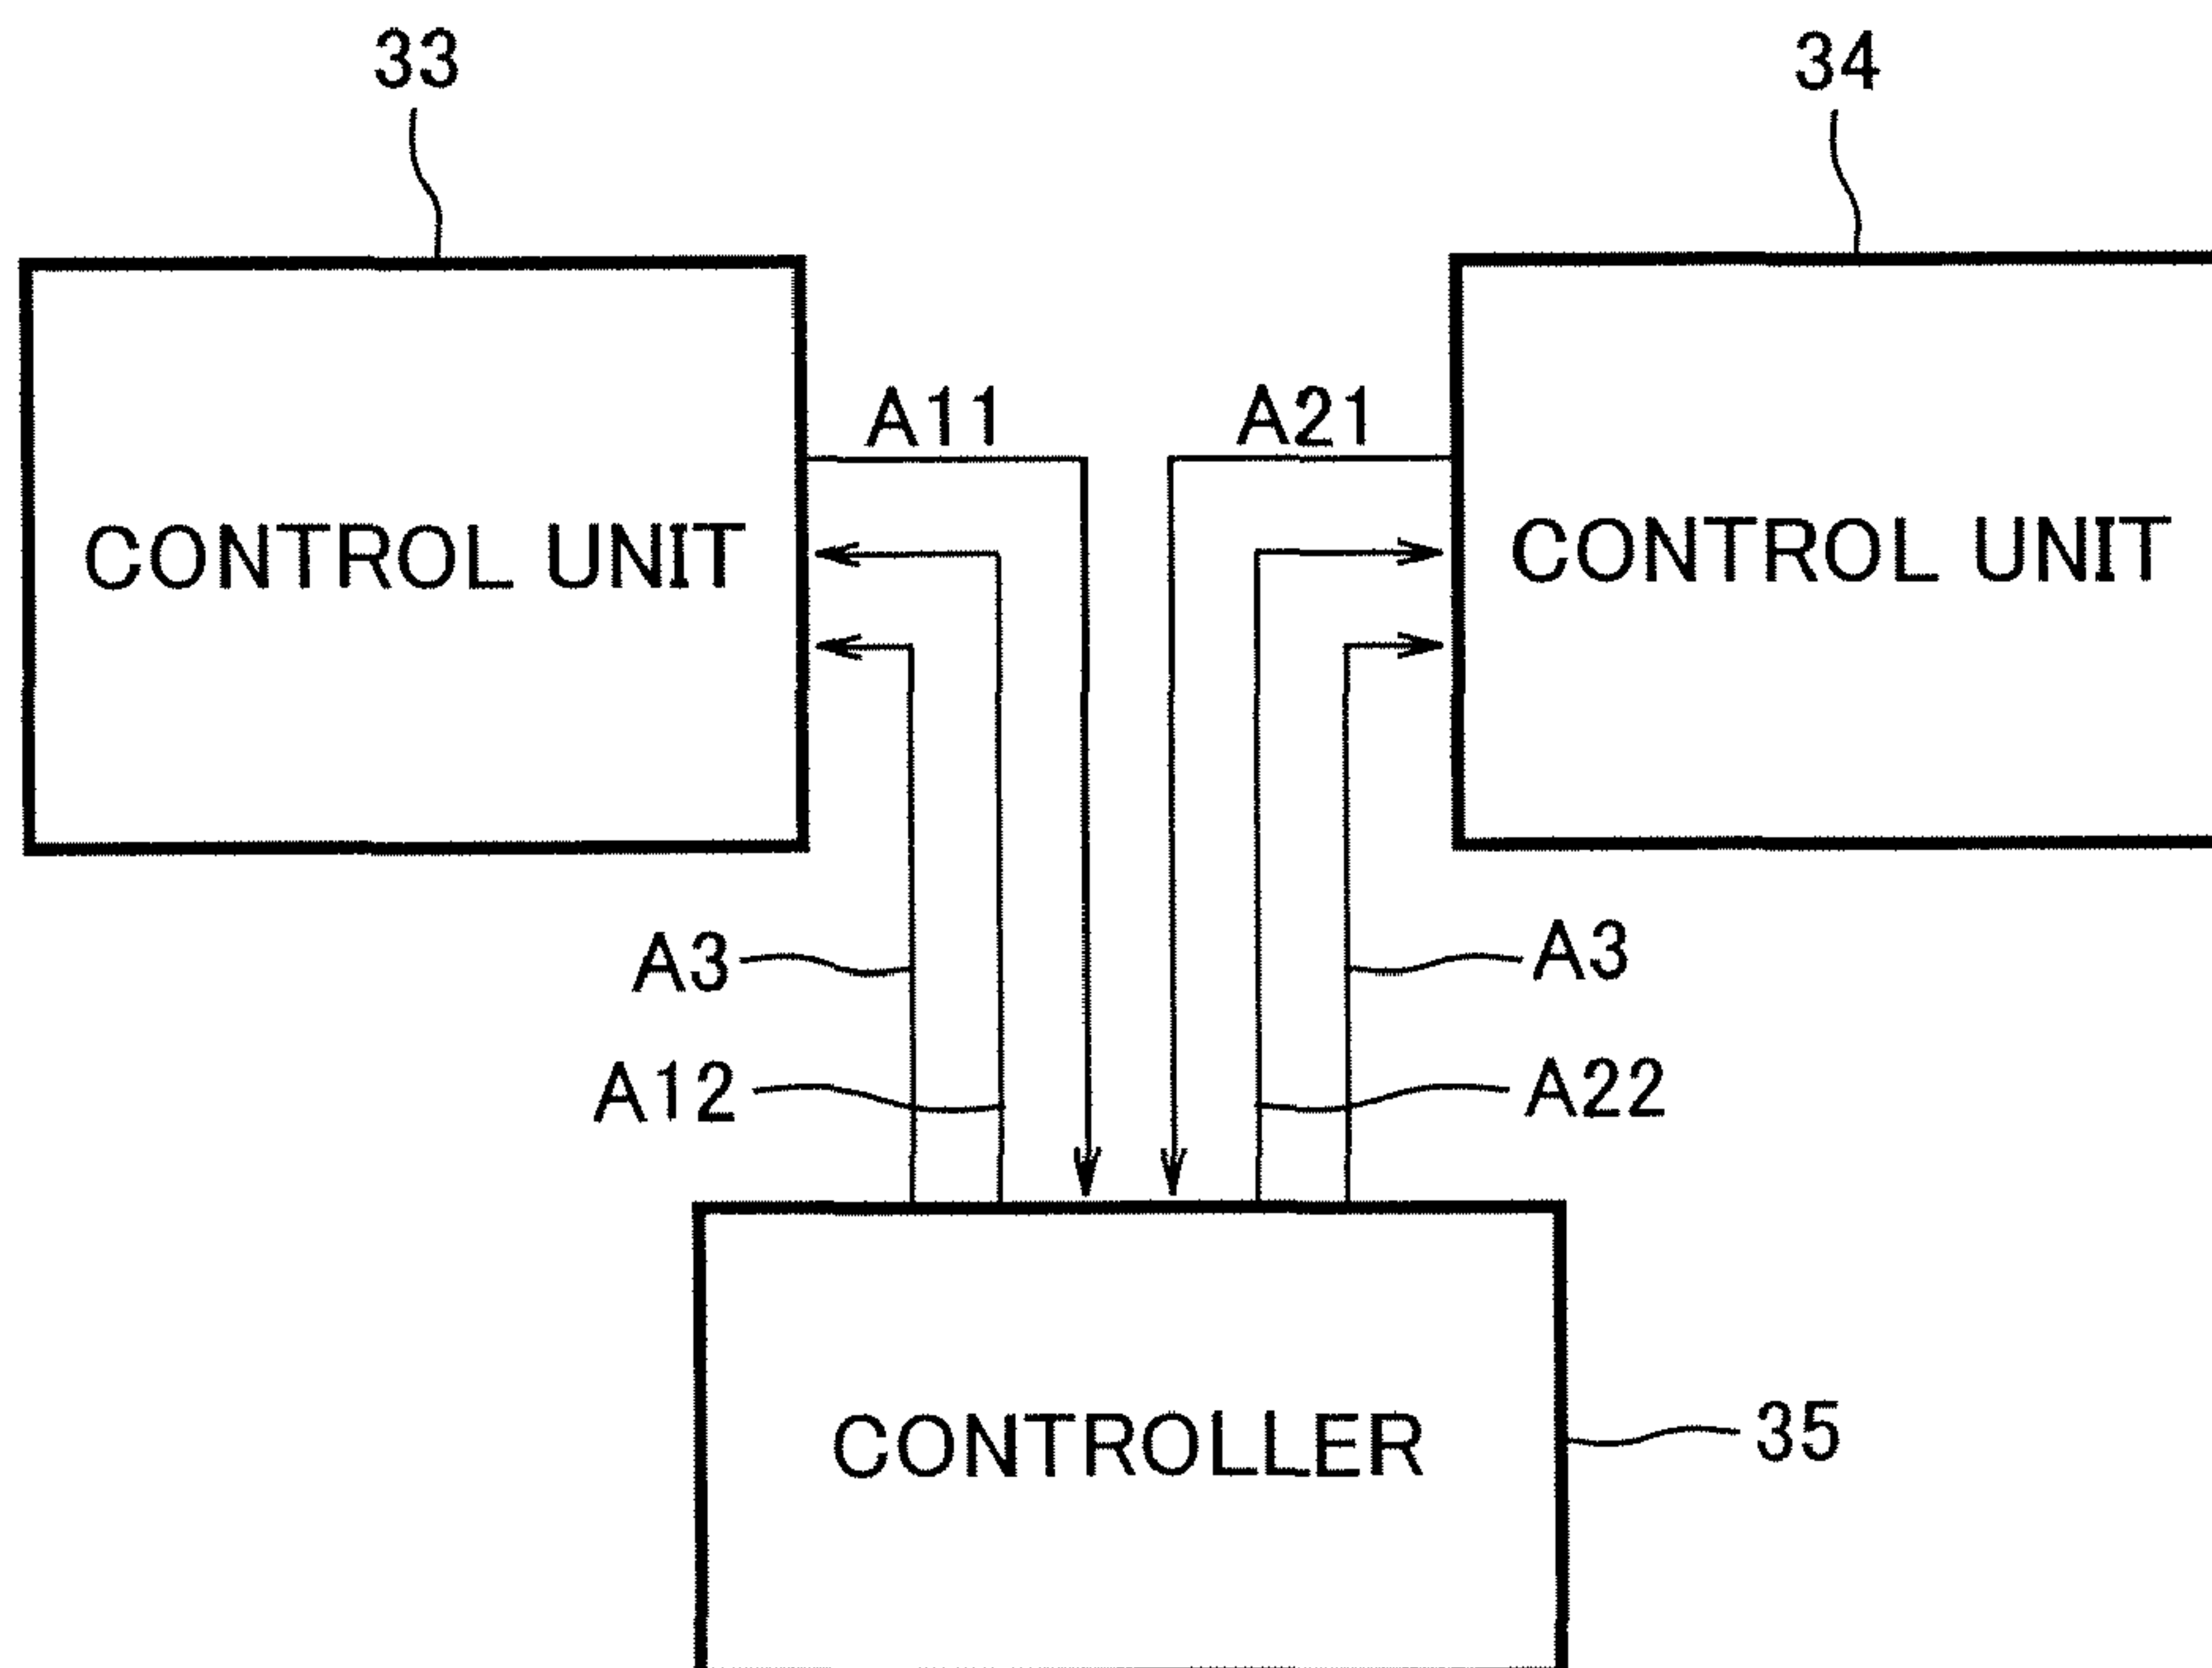 33
34
A11
A21
CONTROL UNIT
CONTROL UNIT
A3
A3
A12
A22
CONTROLLER
35